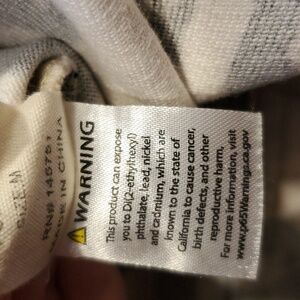 SIZE M
RN# 145751
MADE IN CHINA
WARNING
This product can expose
you to Di(2-ethylhexyl)
phthalate, lead, nickel
and cadmium, which are
known to the state of
California to cause cancer,
birth defects, and other
reproductive harm.
For more information, visit
www.p65Warnings.ca.gov